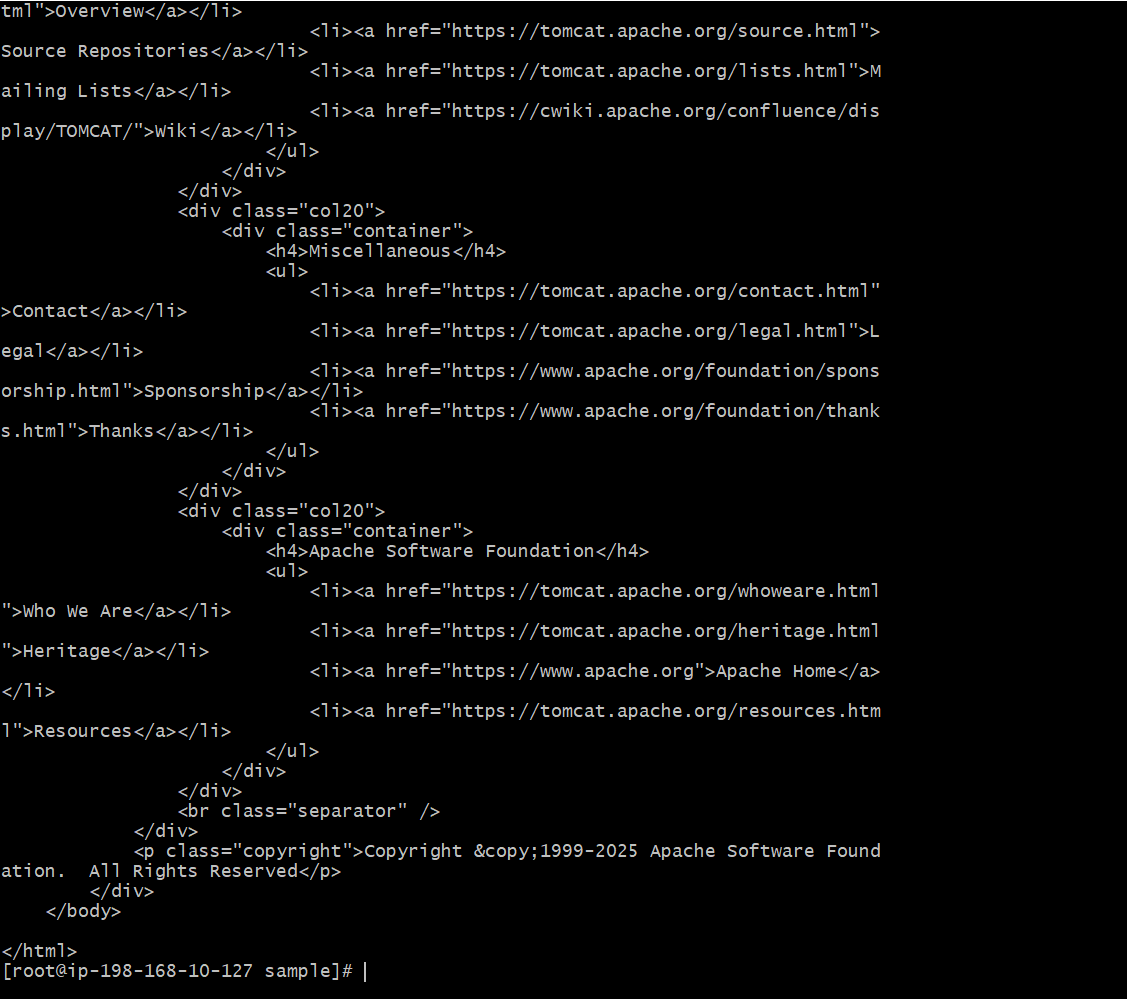 tml">Overview</a></li>
<li><a href="https://tomcat.apache.org/source.html">
Source Repositories</a></li>
<li><a href="https://tomcat.apache.org/lists.html">M
ailing Lists</a></li>
<li><a href="https://cwiki.apache.org/confluence/dis
play/TOMCAT/">Wiki</a></li>
</ul>
</div>
</div>
<div class="col20">
<div class="container">
<h4>Miscellaneous</h4>
<ul>
<li><a href="https://tomcat.apache.org/contact.html"
>Contact</a></li>
<li><a href="https://tomcat.apache.org/legal.html">L
egal</a></li>
<li><a href="https://www.apache.org/foundation/spons
orship.html">Sponsorship</a></li>
<li><a href="https://www.apache.org/foundation/thank
s.html">Thanks</a></li>
</ul>
</div>
</div>
<div class="col20">
<div class="container">
<h4>Apache Software Foundation</h4>
<ul>
<li><a href="https://tomcat.apache.org/whoweare.html
">Who We Are</a></li>
<li><a href="https://tomcat.apache.org/heritage.html
">Heritage</a></li>
<li><a href="https://www.apache.org">Apache Home</a>
</li>
<li><a href="https://tomcat.apache.org/resources.htm
l">Resources</a></li>
</ul>
</div>
</div>
<br class="separator" />
</div>
<p class="copyright">Copyright &copy;1999-2025 Apache Software Found
ation.  All Rights Reserved</p>
</div>
</body>
</html>
[root@ip-198-168-10-127 sample]#